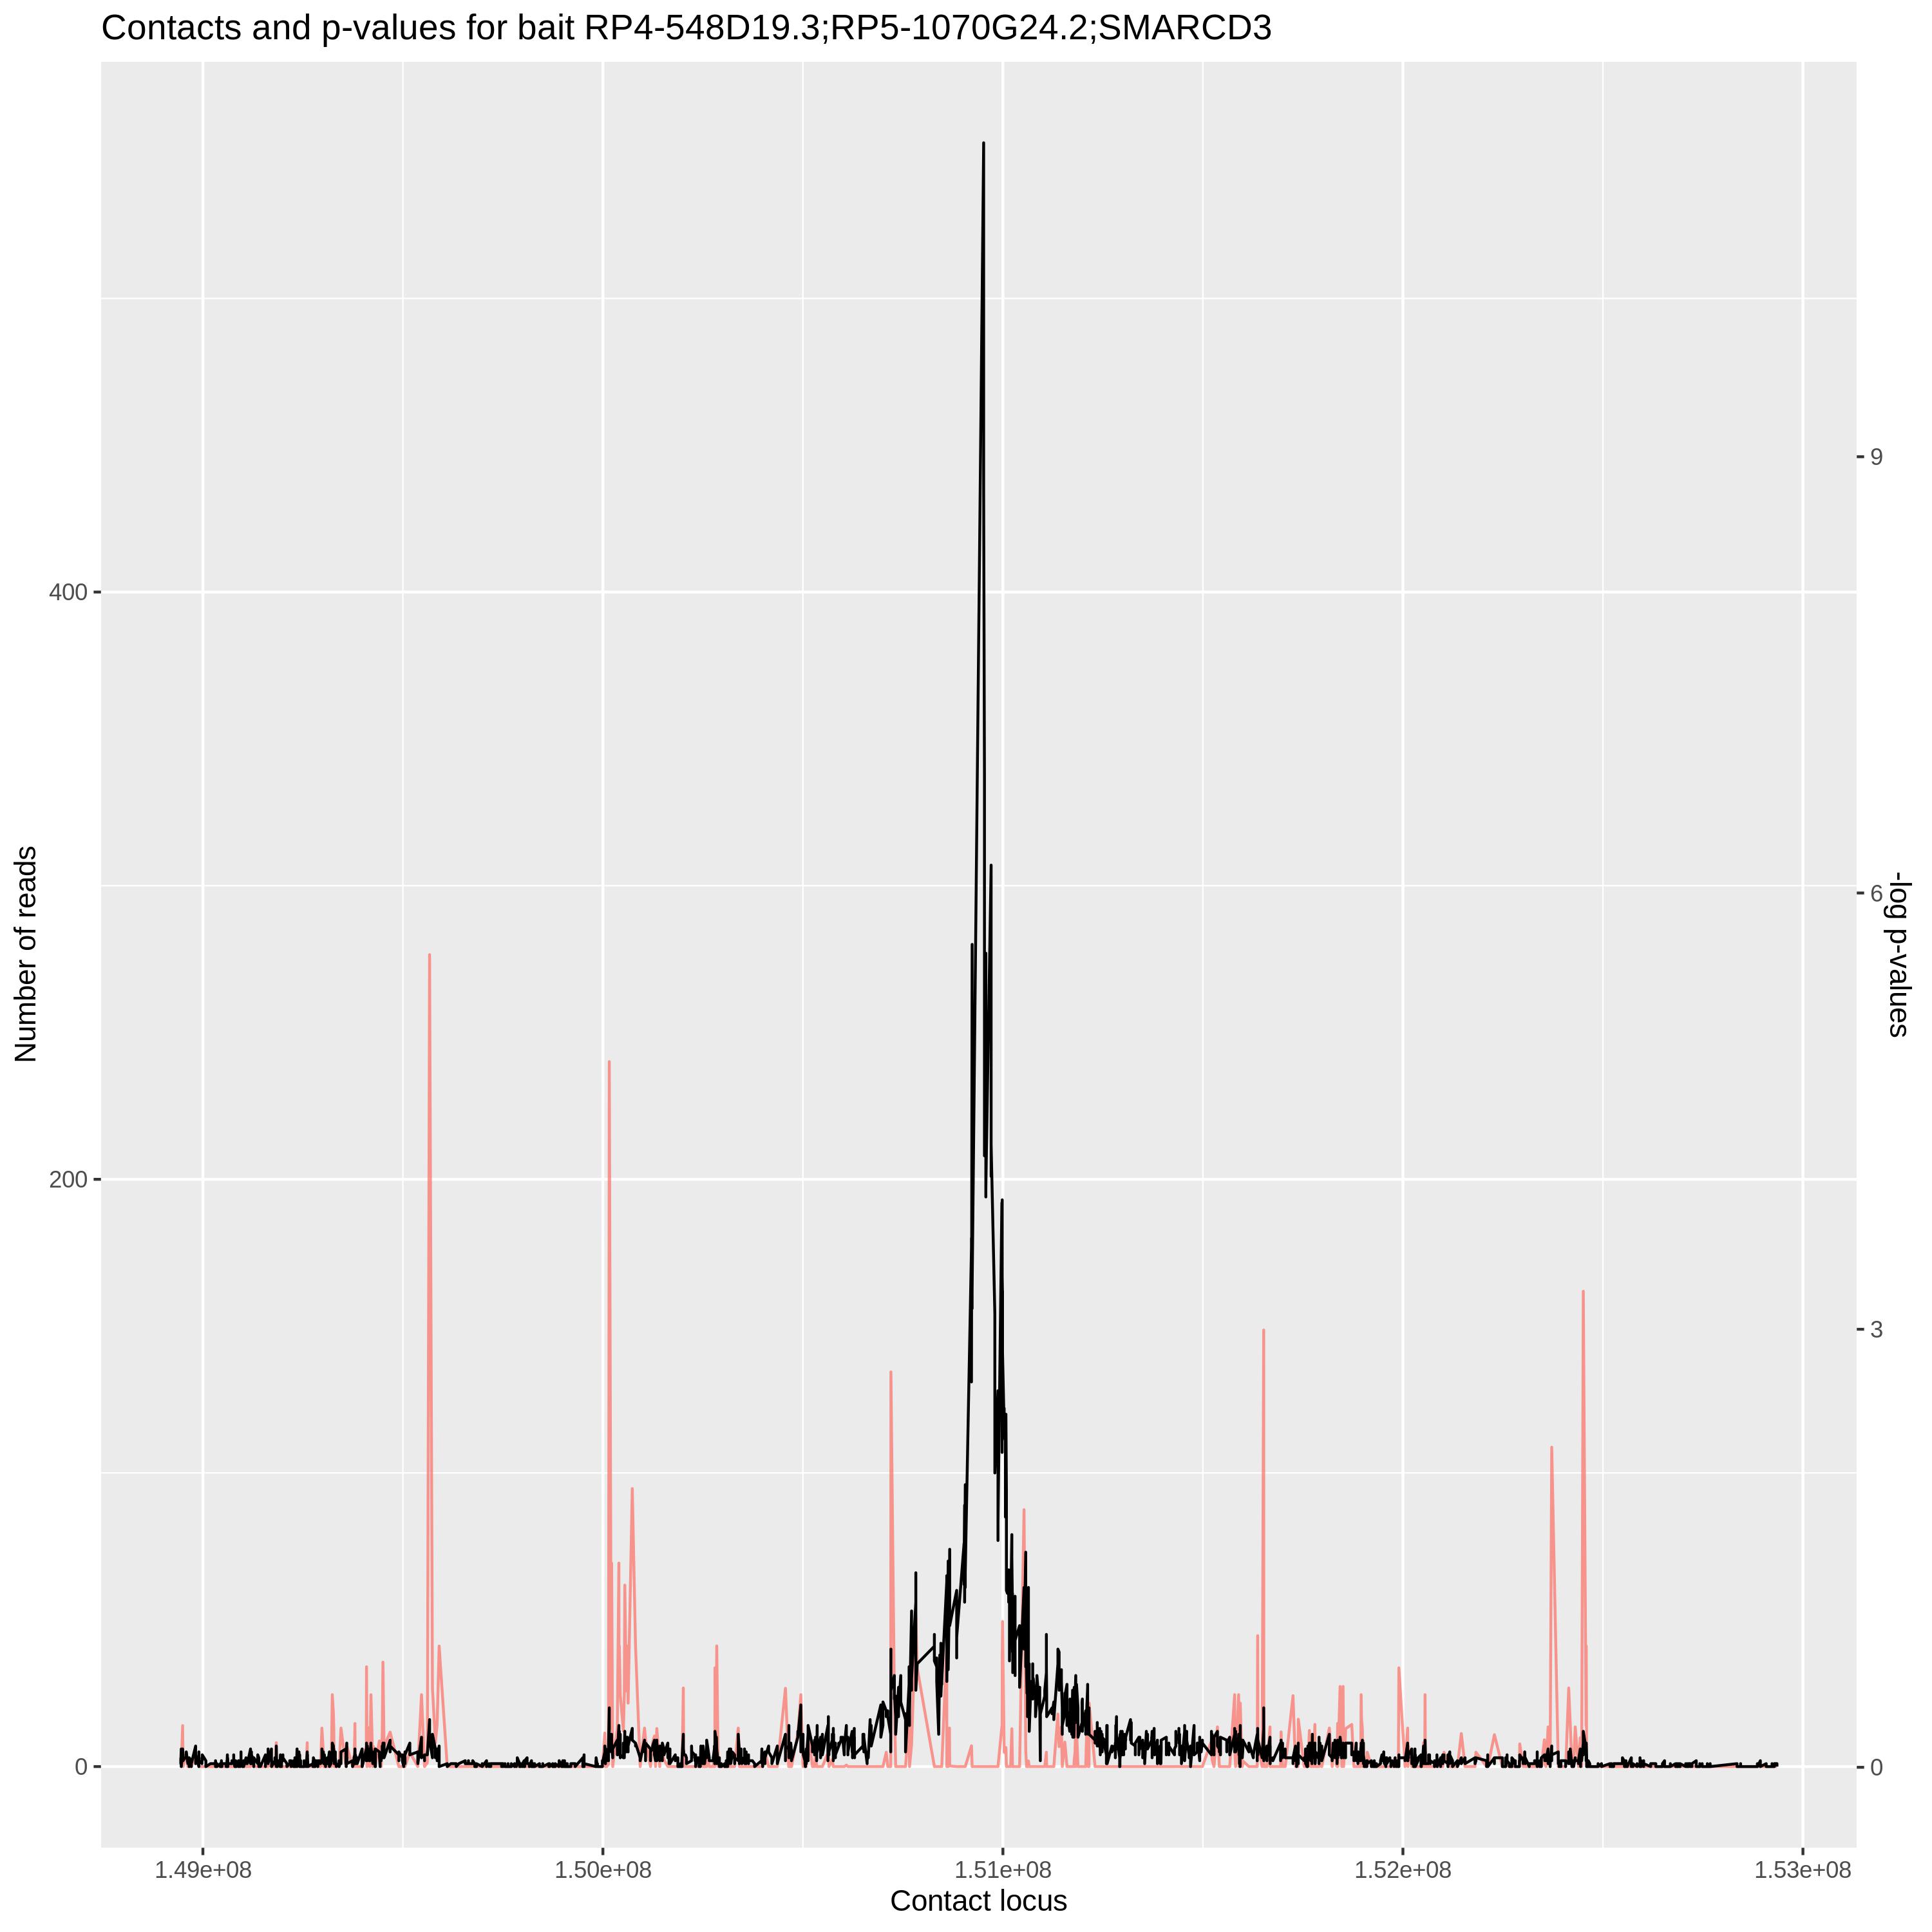 Contacts and p-values for bait RP4-548D19.3;RP5-1070G24.2;SMARCD3
Number of reads
400
200
0
9
6
3
0
-log p-values
1.49e+08
1.50e+08
1.51e+08
1.52e+08
1.53e+08
Contact locus